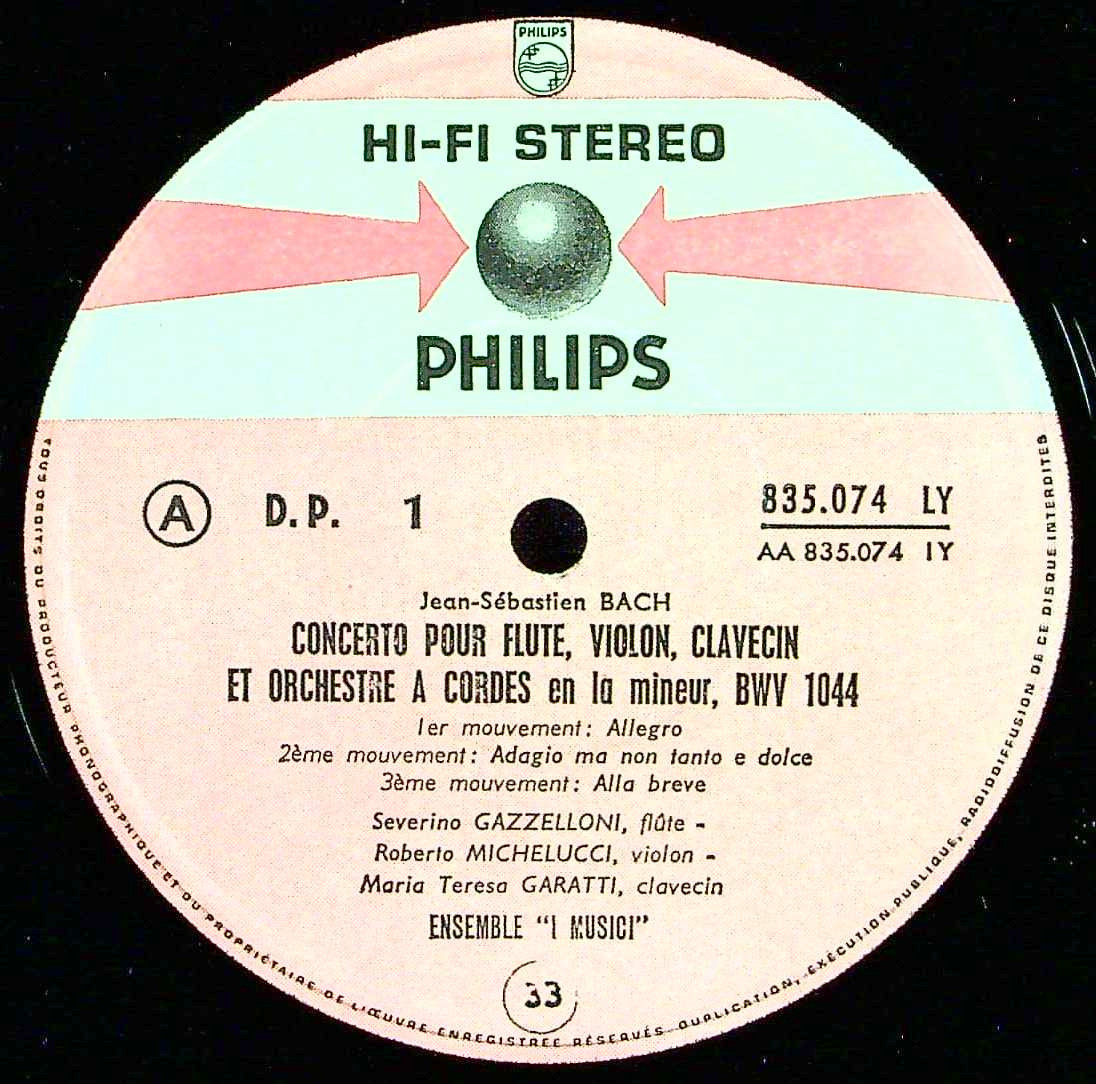 PHILIPS
HI-FI STEREO
PHILIPS
A D.P. 1 835.074 LY
AA 835.074 1Y
Jean-Sébastien BACH
CONCERTO POUR FLUTE, VIOLON, CLAVECIN
ET ORCHESTRE A CORDES en la mineur, BWV 1044
1er mouvement: Allegro
2ème mouvement: Adagio ma non tanto e dolce
3ème mouvement: Alla breve
Severino GAZZELLONI, flûte -
Roberto MICHELUCCI, violon -
Maria Teresa GARATTI, clavecin
ENSEMBLE "I MUSICI"
33
TOUS DROITS DU PRODUCTEUR PHONOGRAPHIQUE ET DU PROPRIÉTAIRE DE L'ŒUVRE ENREGISTREE RÉSERVÉS. DUPLICATION, EXÉCUTION PUBLIQUE, RADIODIFFUSION DE CE DISQUE INTERDITES